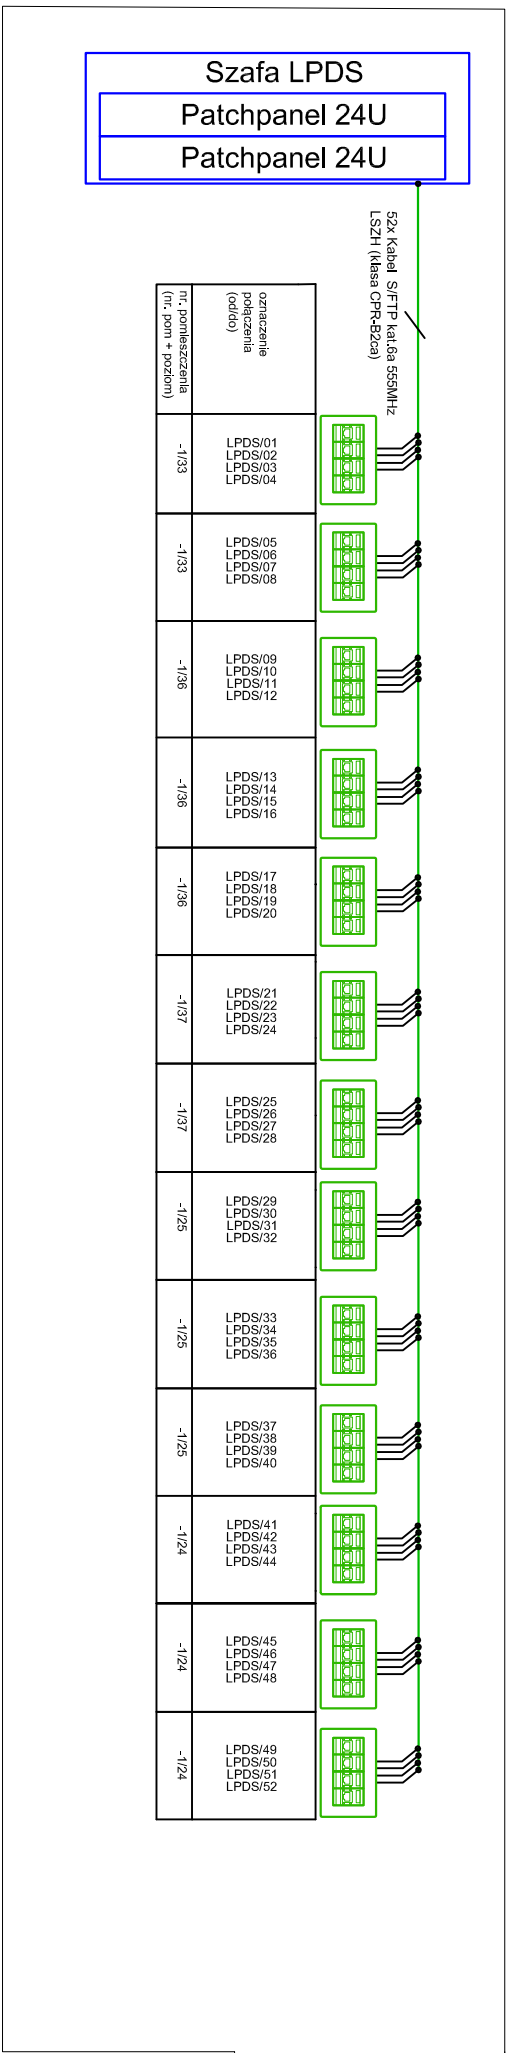 Szafa LPDS
Patchpanel 24U
Patchpanel 24U
52x Kabel S/FTP kat.6a 555MHz
LSZH (klasa CPR-B2ca)
oznaczenie
połączenia
(od/do)
nr. pomieszczenia
(nr. pom + poziom)
LPDS/01
LPDS/02
LPDS/03
LPDS/04
-1/33
LPDS/05
LPDS/06
LPDS/07
LPDS/08
-1/33
LPDS/09
LPDS/10
LPDS/11
LPDS/12
-1/36
LPDS/13
LPDS/14
LPDS/15
LPDS/16
-1/36
LPDS/17
LPDS/18
LPDS/19
LPDS/20
-1/36
LPDS/21
LPDS/22
LPDS/23
LPDS/24
-1/37
LPDS/25
LPDS/26
LPDS/27
LPDS/28
-1/37
LPDS/29
LPDS/30
LPDS/31
LPDS/32
-1/25
LPDS/33
LPDS/34
LPDS/35
LPDS/36
-1/25
LPDS/37
LPDS/38
LPDS/39
LPDS/40
-1/25
LPDS/41
LPDS/42
LPDS/43
LPDS/44
-1/24
LPDS/45
LPDS/46
LPDS/47
LPDS/48
-1/24
LPDS/49
LPDS/50
LPDS/51
LPDS/52
-1/24